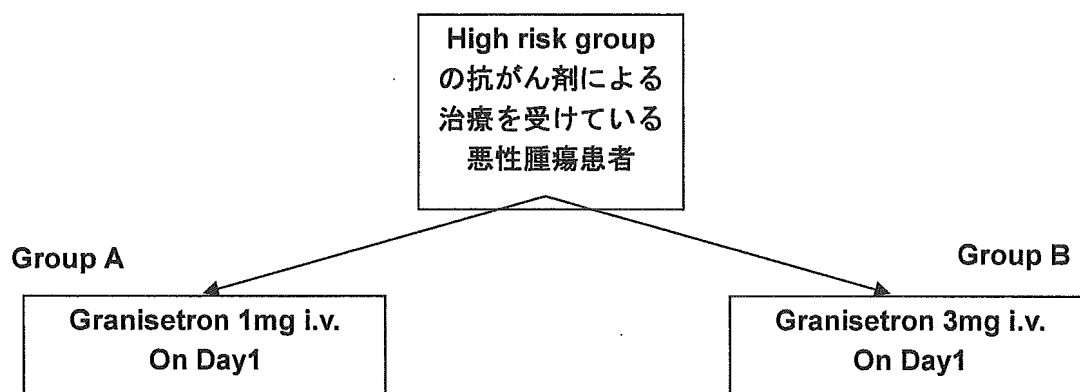 High risk group
の抗がん剤による
治療を受けている
悪性腫瘍患者
Group A
Group B
Granisetron 1mg i.v.
On Day1
Granisetron 3mg i.v.
On Day1